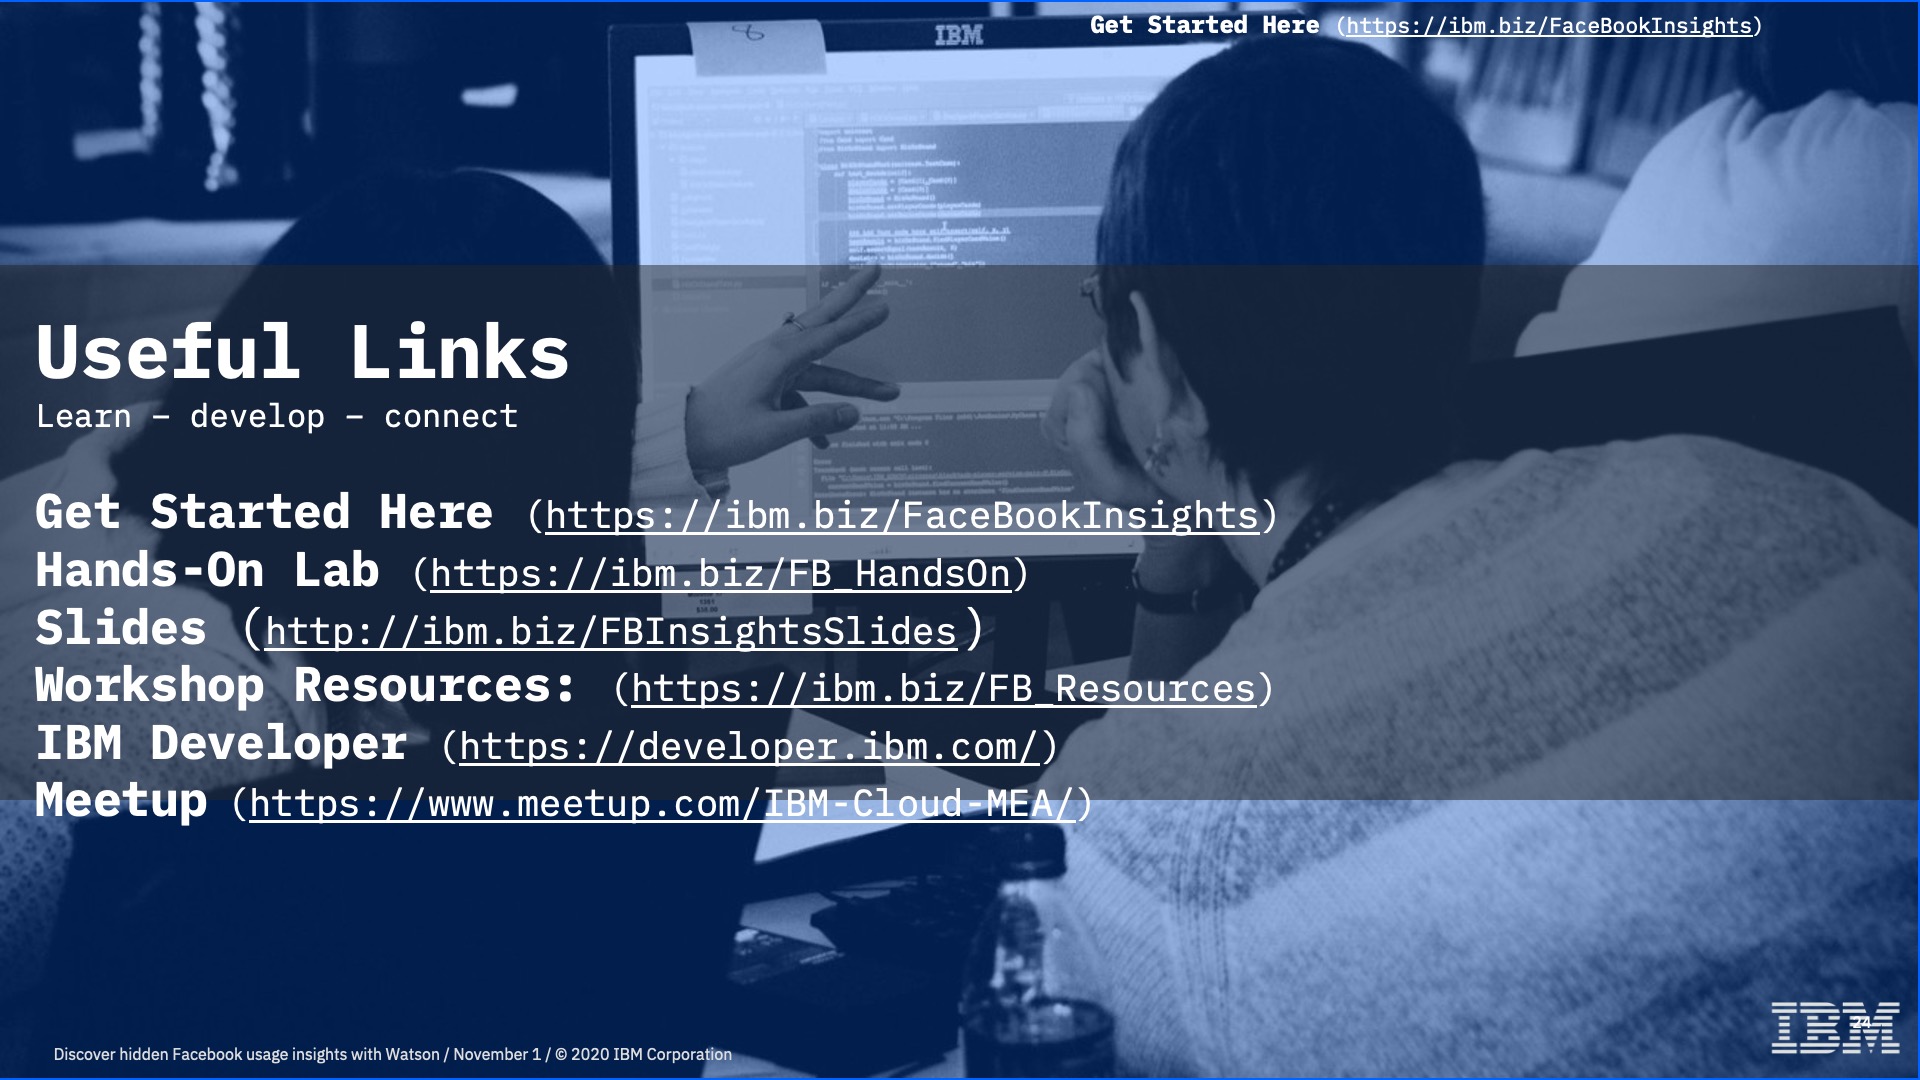 Get Started Here (https://ibm.biz/FaceBookInsights)
8
IBM
Useful Links
Learn – develop – connect
Get Started Here (https://ibm.biz/FaceBookInsights)
Hands-On Lab (https://ibm.biz/FB_HandsOn)
Slides (http://ibm.biz/FBInsightsSlides)
Workshop Resources: (https://ibm.biz/FB_Resources)
IBM Developer (https://developer.ibm.com/)
Meetup (https://www.meetup.com/IBM-Cloud-MEA/)
Discover hidden Facebook usage insights with Watson / November 1 / © 2020 IBM Corporation
IBM
24